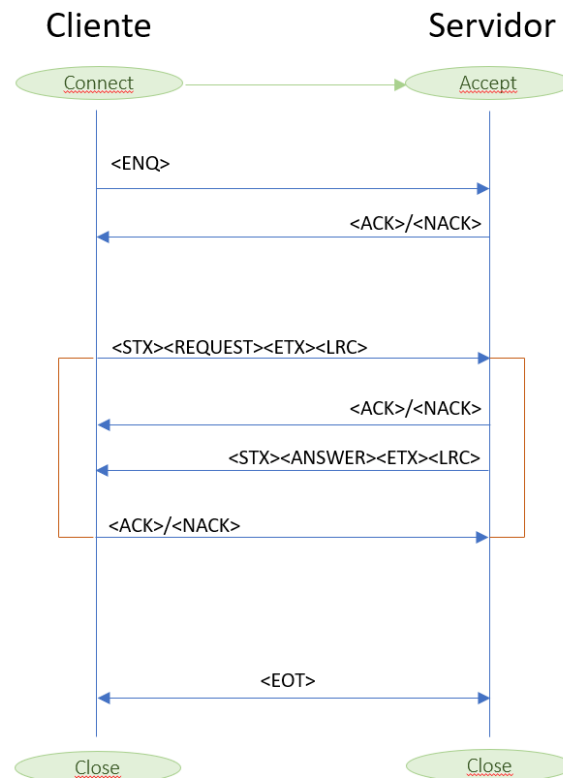 Cliente
Servidor
Connect
Accept
<ENQ>
<ACK>/<NACK>
<STX><REQUEST><ETX><LRC>
<ACK>/<NACK>
<STX><ANSWER><ETX><LRC>
<ACK>/<NACK>
<EOT>
Close
Close